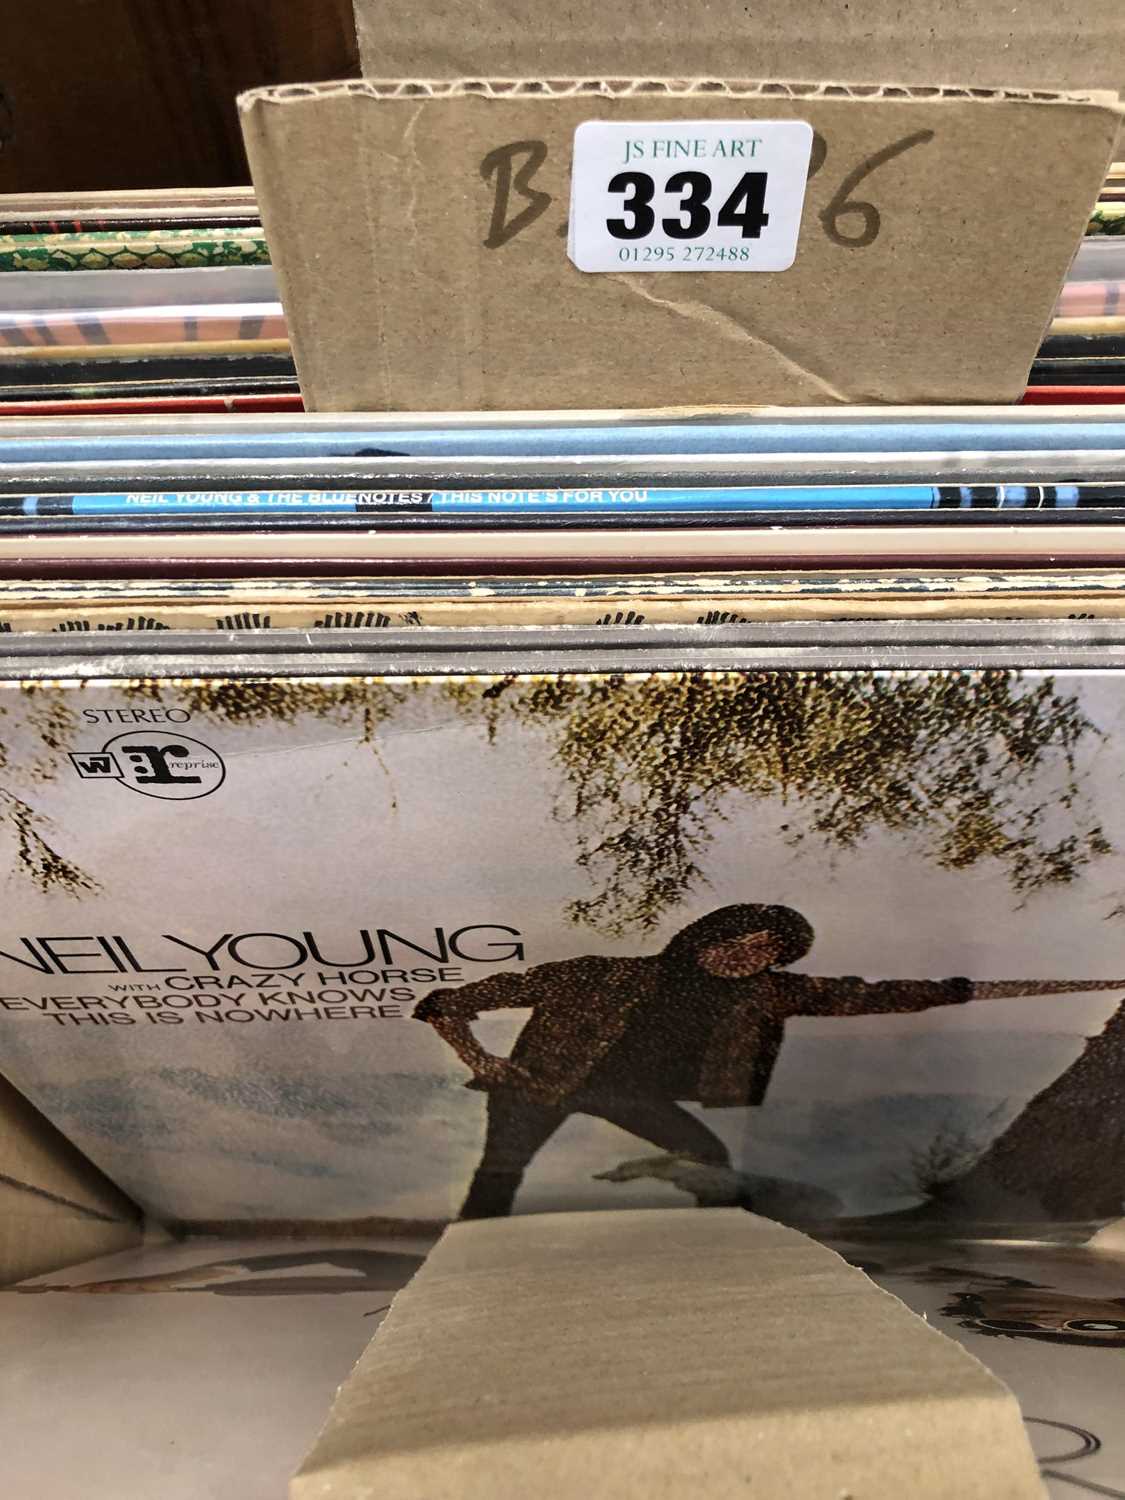 JS FINE ART
334
01295 272488
NEIL YOUNG & THE BLUENOTES / THIS NOTE'S FOR YOU
STEREO
W7
reprise
NEIL YOUNG
WITH CRAZY HORSE
EVERYBODY KNOWS
THIS IS NOWHERE